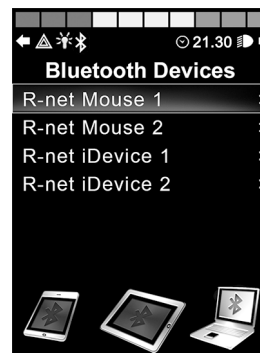 21.30
Bluetooth Devices
R-net Mouse 1
R-net Mouse 2
R-net iDevice 1
R-net iDevice 2